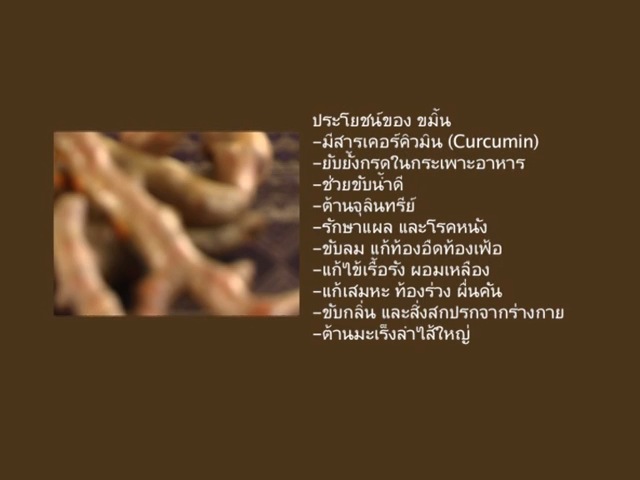 ประโยชน์ของ ขมิ้น
-มีสารเคอร์คิวมิน (Curcumin)
-ยับยั้งกรดในกระเพาะอาหาร
-ช่วยขับน้ำดี
-ต้านจุลินทรีย์
-รักษาแผล และโรคหนัง
-ขับลม แก้ท้องอืดท้องเฟ้อ
-แก้ไข้เรื้อรัง ผอมเหลือง
-แก้เสมหะ ท้องร่วง ผื่นคัน
-ขับกลิ่น และสิ่งสกปรกจากร่างกาย
-ต้านมะเร็งลำไส้ใหญ่